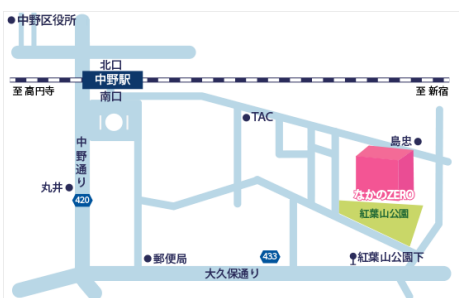 中野区役所
北口
中野駅
至 高円寺
至 新宿
南口
TAC
島忠
中野通り
なかのZERO
丸井
420
紅葉山公園
郵便局
433
紅葉山公園下
大久保通り